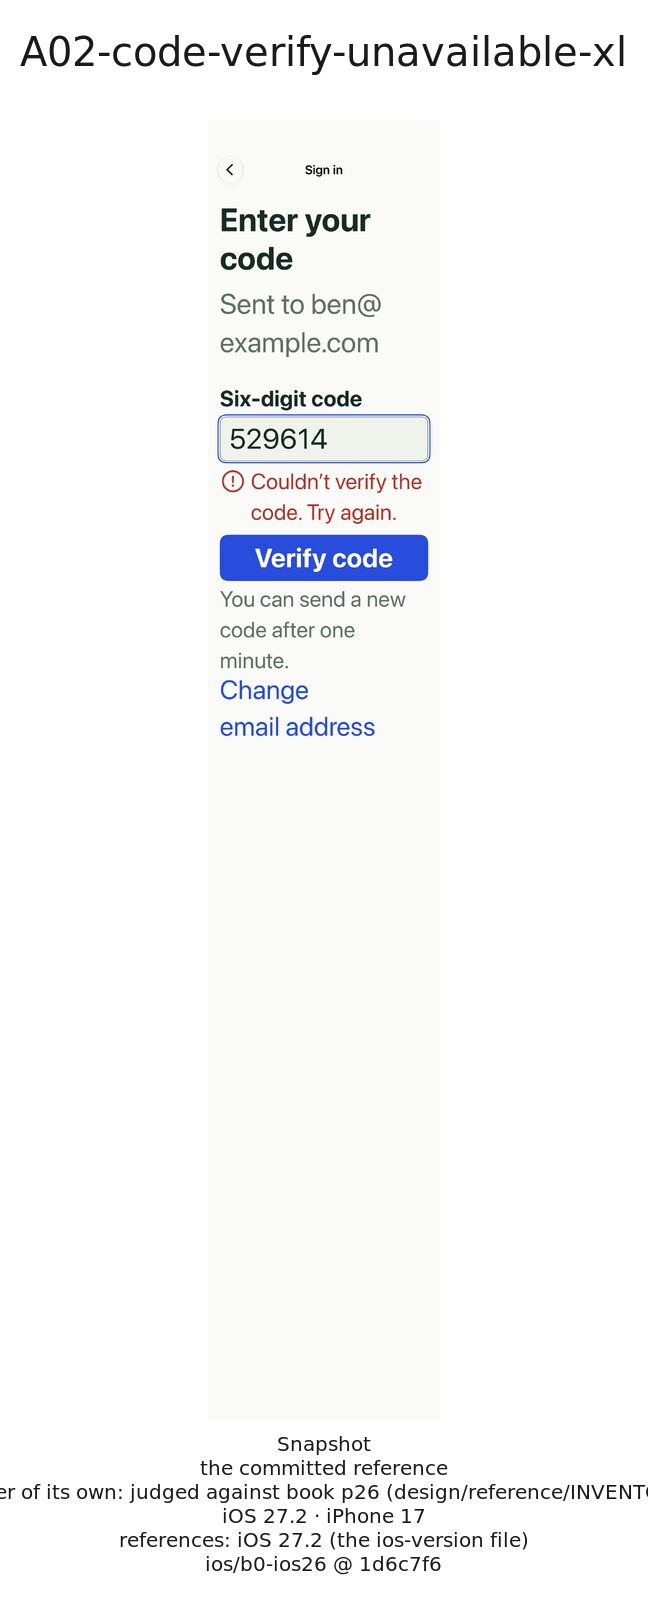 A02-code-verify-unavailable-xl
Sign in
Enter your
code
Sent to ben@
example.com
Six-digit code
529614
Couldn’t verify the
code. Try again.
Verify code
You can send a new
code after one
minute.
Change
email address
Snapshot
the committed reference
of its own: judged against book p26 (design/reference/
iOS 27.2 · iPhone 17
references: iOS 27.2 (the ios-version file)
ios/b0-ios26 @ 1d6c7f6